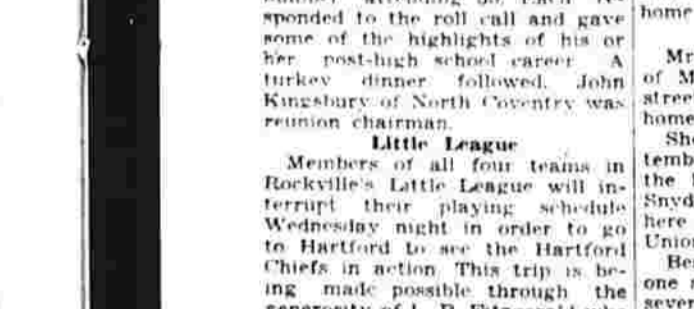 sponded to the roll call and gave
some of the highlights of his or
her post-high school career A
turkey dinner followed. John
Kingsbury of North Coventry was
reunion chairman.
Little League
Members of all four teams in
Rockville's Little League will in-
terrupt their playing schedule
Wednesday night in order to go
to Hartford to see the Hartford
Chiefs in action This trip is be-
ing made possible through the
home
Mr
of M
stree
home
She
temb
the
Snyd
here
Union
Be
one
sever